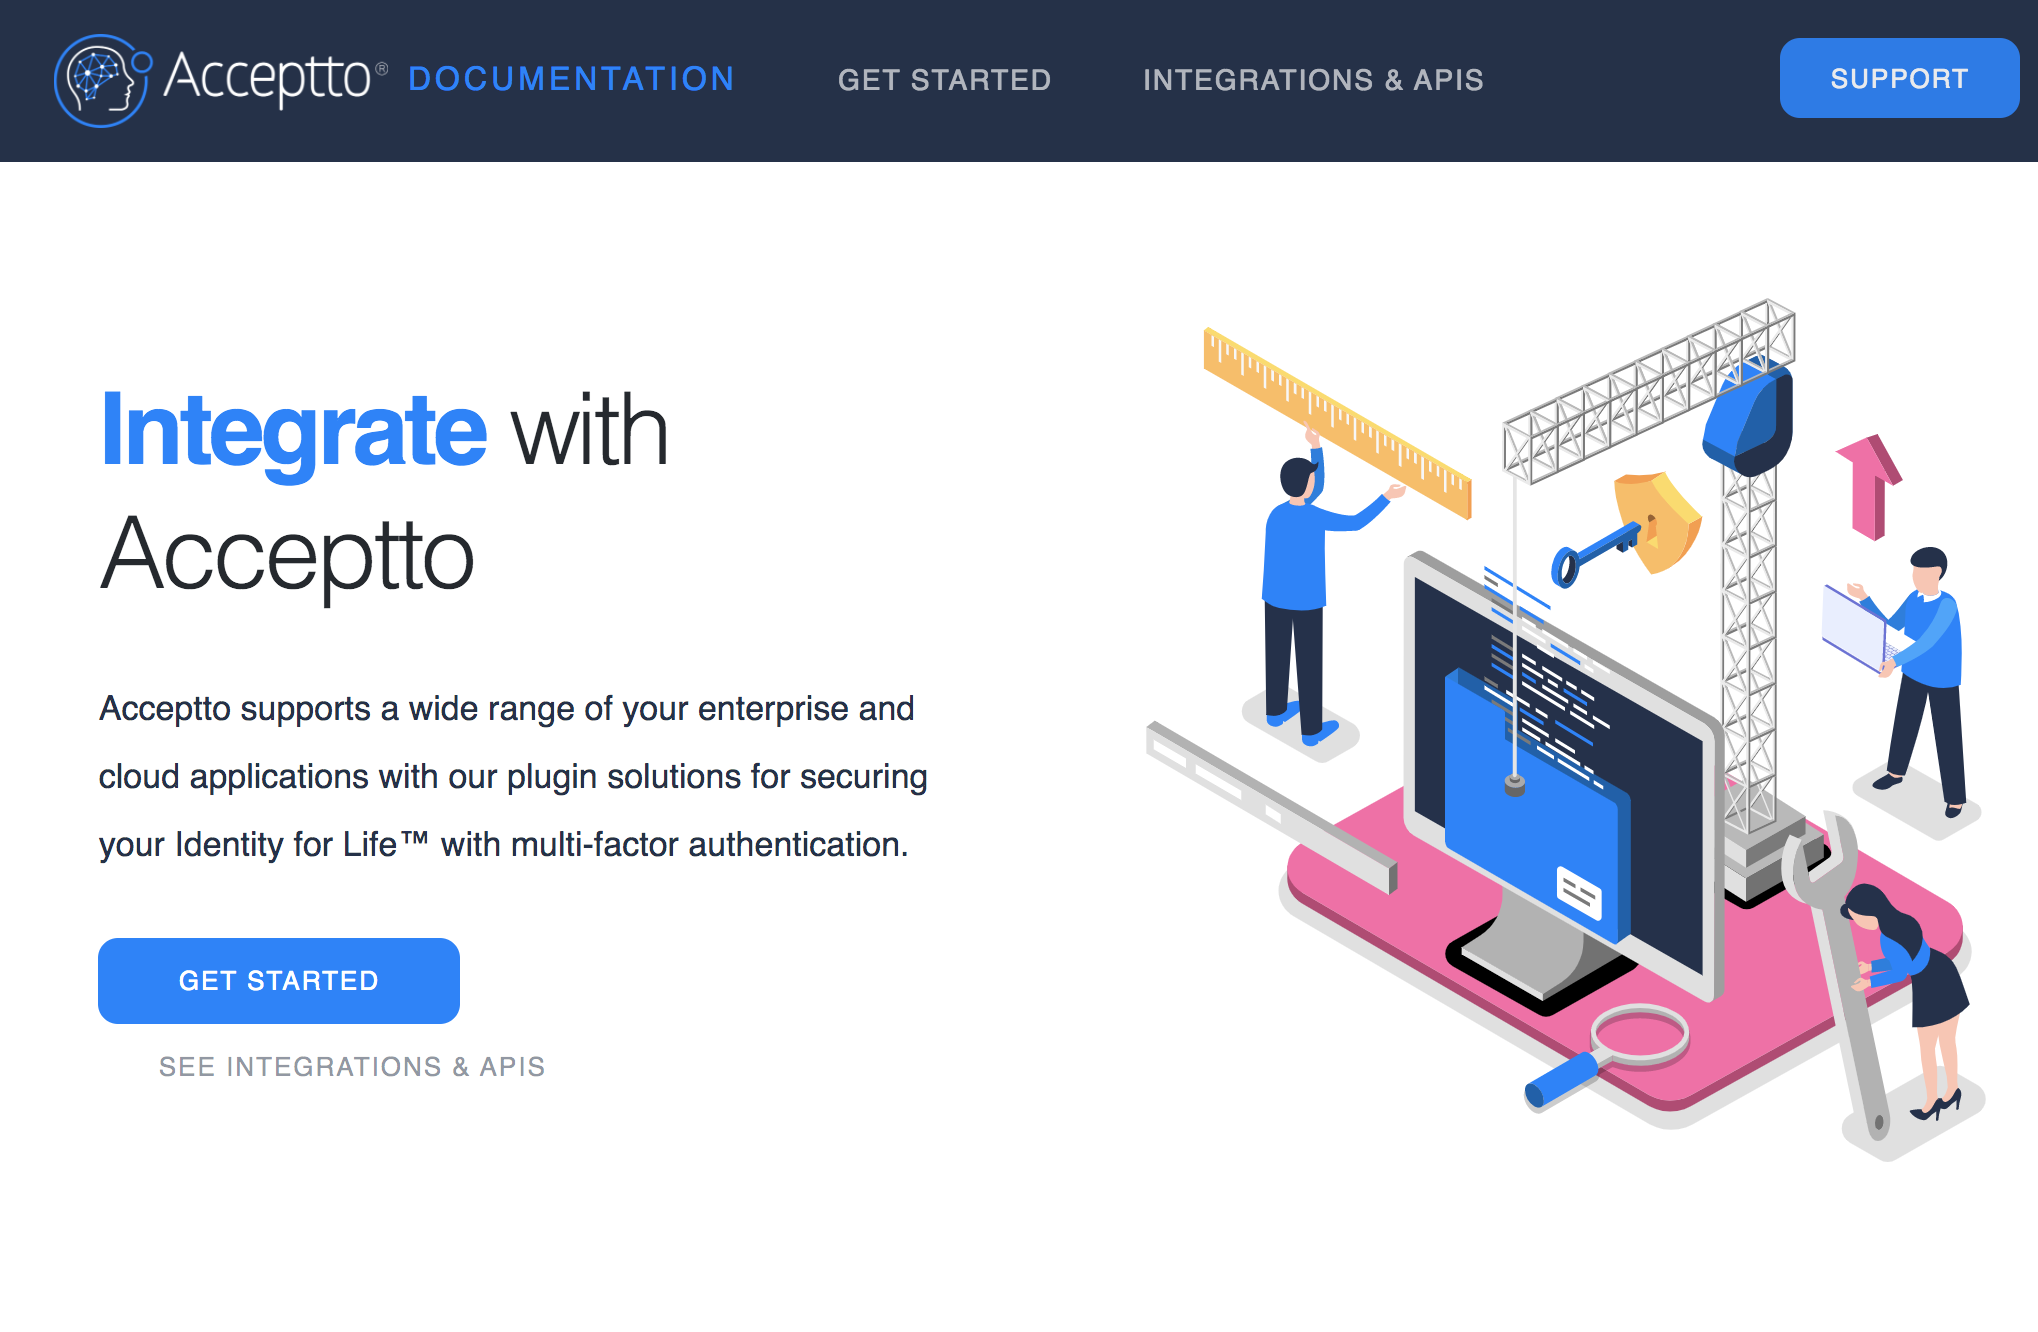 Acceptto® DOCUMENTATION GET STARTED INTEGRATIONS & APIS SUPPORT
Integrate with
Acceptto
Acceptto supports a wide range of your enterprise and
cloud applications with our plugin solutions for securing
your Identity for Life™ with multi-factor authentication.
GET STARTED
SEE INTEGRATIONS & APIS